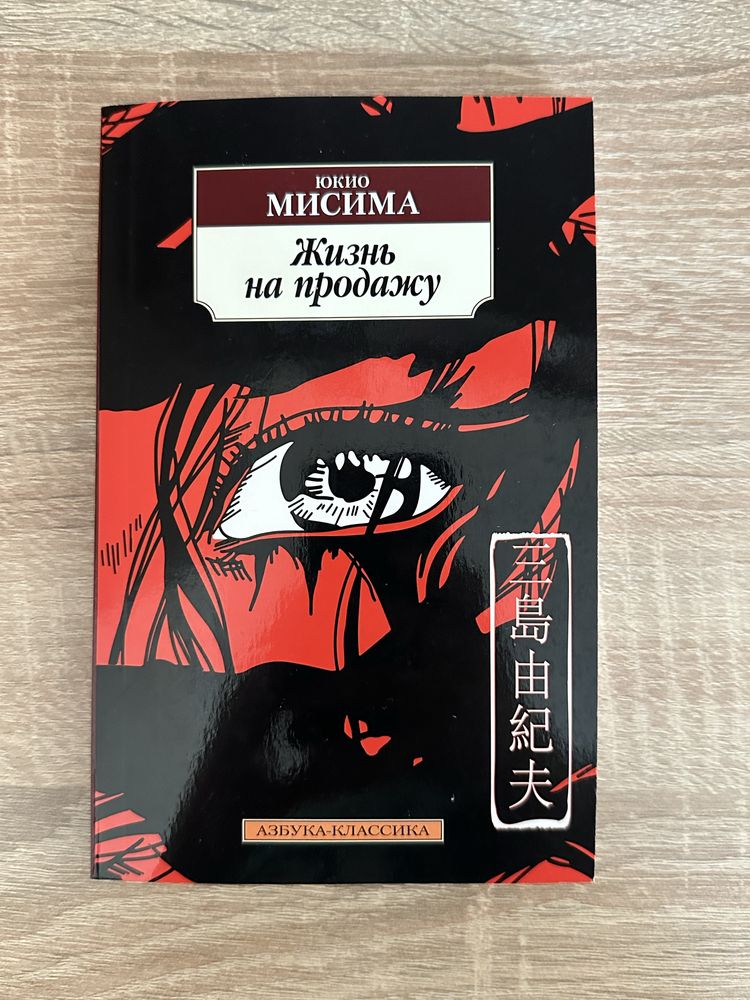 ЮКИО
МИСИМА
Жизнь
на продажу
三島由紀夫
АЗБУКА-КЛАССИКА